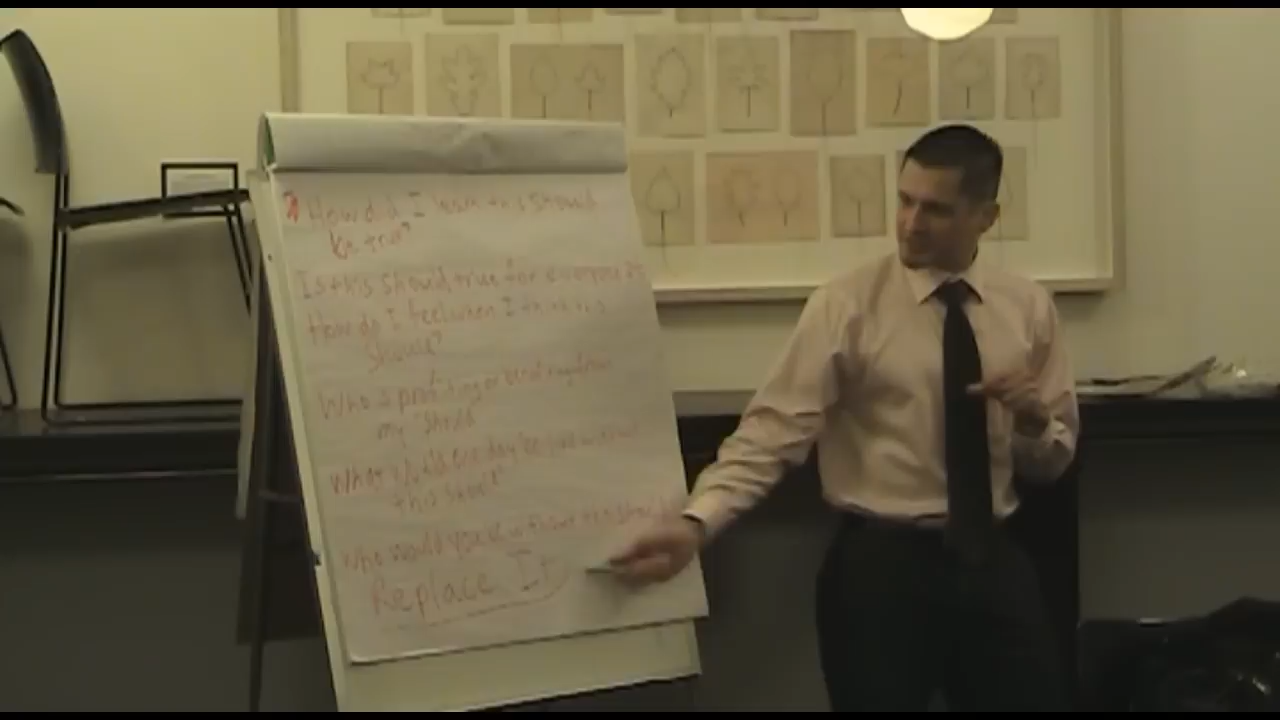 How did I learn this should
be true?
Is this should true for everyone
How do I feel when I think this
should?
Who is profiting or benefiting from
my "should"
What would one day be like without
this should
Who would you be without the should
Replace It